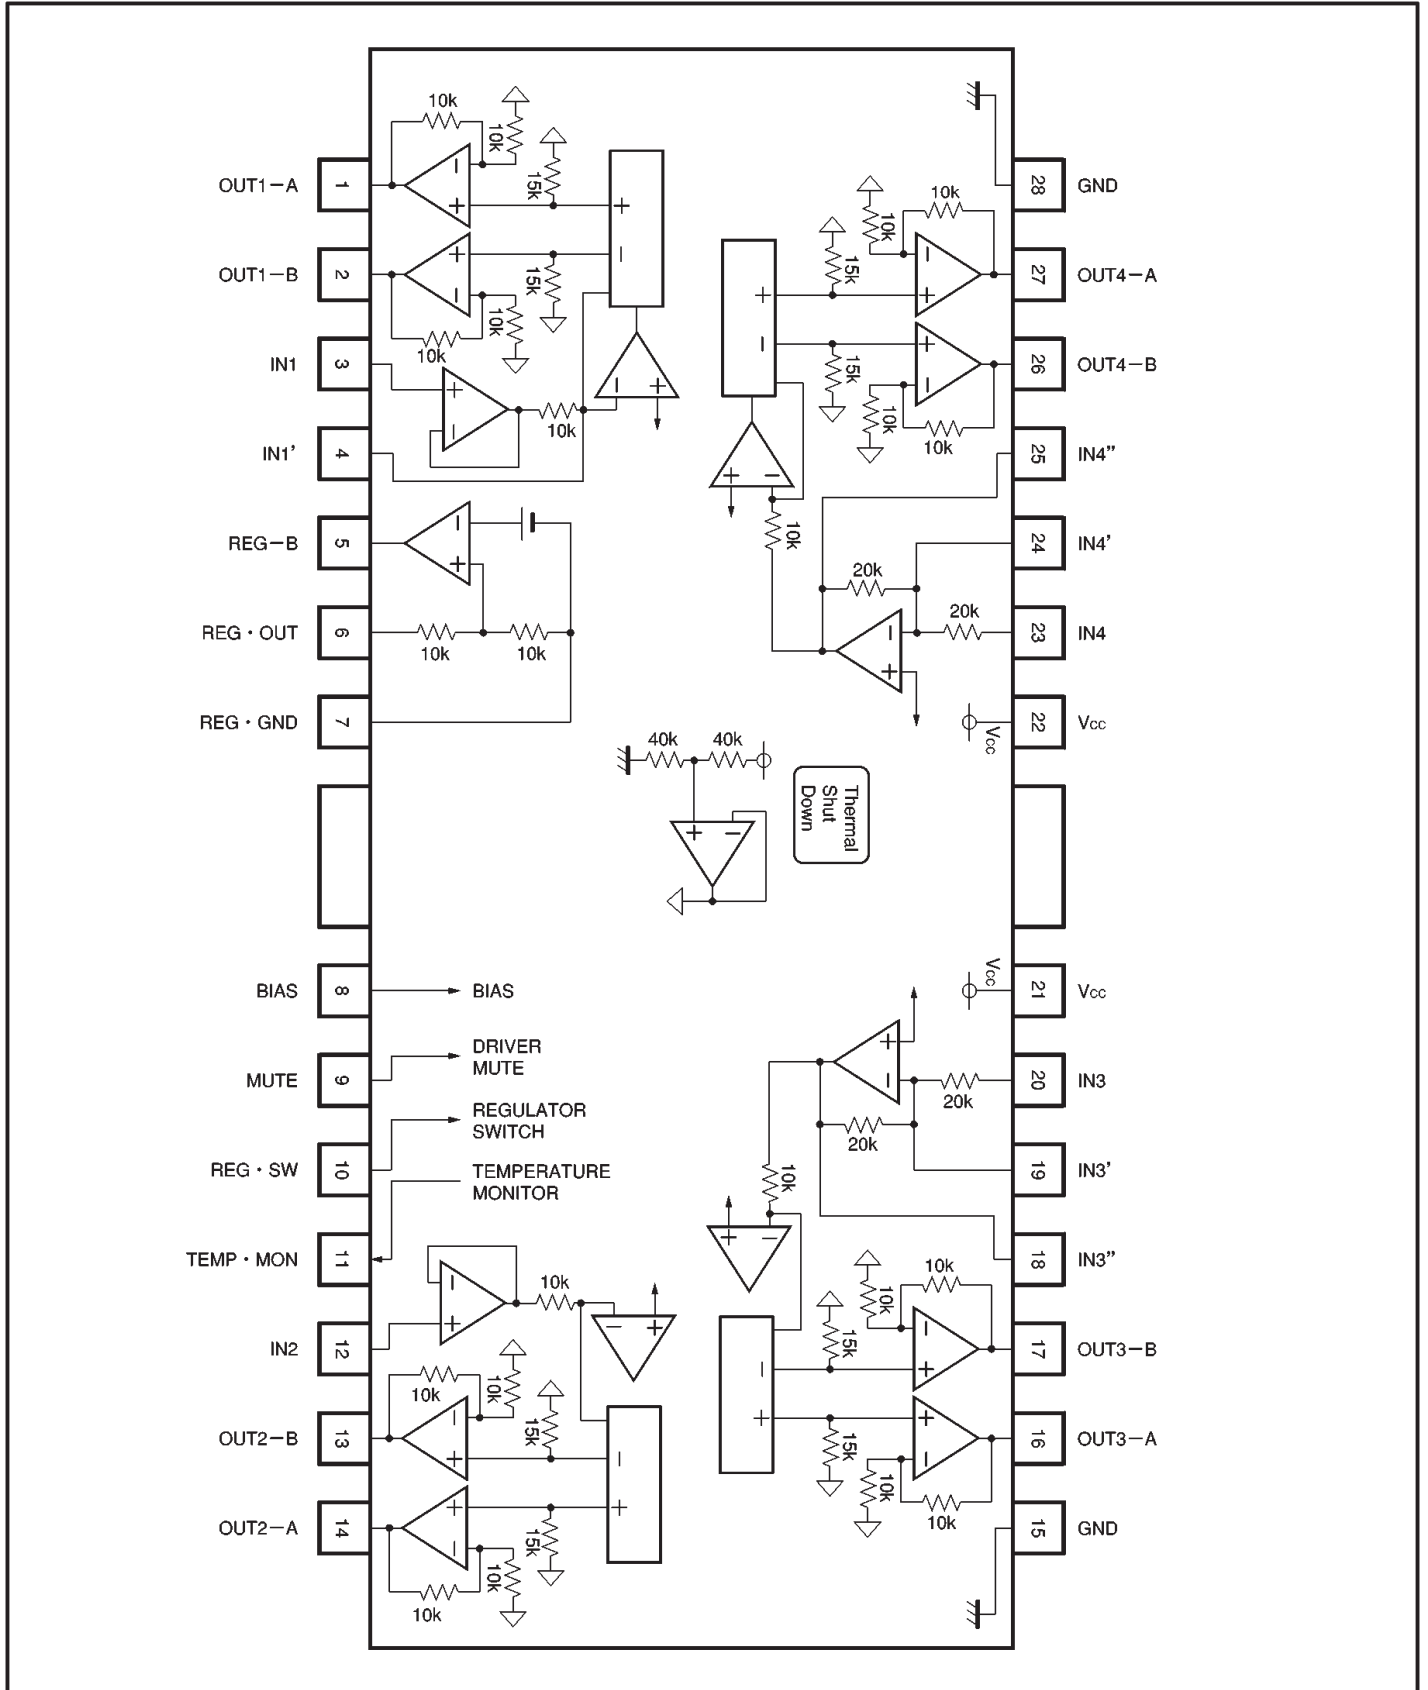 OUT1－A 1
OUT1－B 2
IN1 3
IN1' 4
REG－B 5
REG・OUT 6
REG・GND 7
BIAS 8
MUTE 9
REG・SW 10
TEMP・MON 11
IN2 12
OUT2－B 13
OUT2－A 14
28 GND
27 OUT4－A
26 OUT4－B
25 IN4"
24 IN4'
23 IN4
22 Vcc
21 Vcc
20 IN3
19 IN3'
18 IN3"
17 OUT3－B
16 OUT3－A
15 GND
10k
10k
15k
＋
－
＋
－
＋
－
15k
10k
10k
＋
－
10k
－ ＋
－
＋
10k
10k
10k
10k
15k
－
＋
＋
－
＋
－
15k
10k
10k
＋ －
10k
20k
20k
－
＋
Vcc
40k 40k
＋ －
Thermal
Shut
Down
Vcc
BIAS
DRIVER
MUTE
REGULATOR
SWITCH
TEMPERATURE
MONITOR
＋
－
20k
20k
10k
＋ －
－
＋
10k
－ ＋
10k
10k
15k
－
＋
－
＋
＋
－
15k
10k
10k
10k
10k
15k
－
＋
－
＋
＋
－
15k
10k
10k